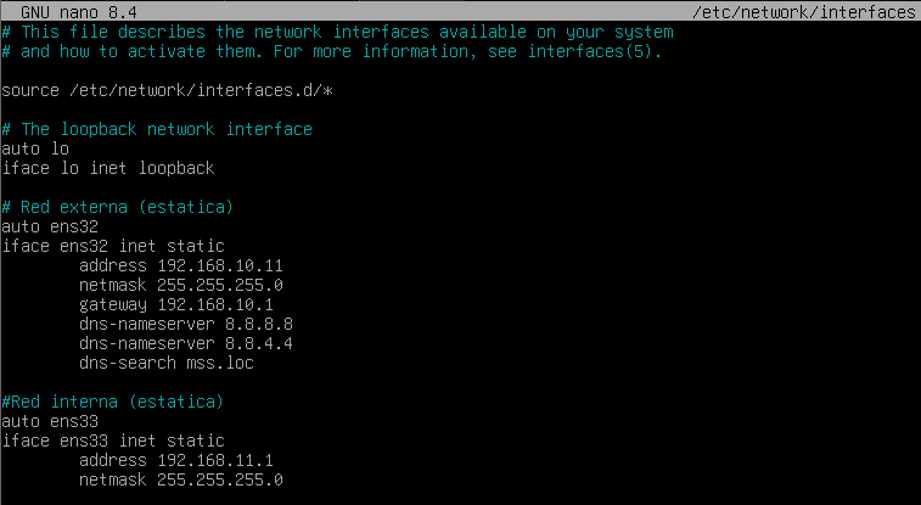 GNU nano 8.4 /etc/network/interfaces
# This file describes the network interfaces available on your system
# and how to activate them. For more information, see interfaces(5).
source /etc/network/interfaces.d/*
# The loopback network interface
auto lo
iface lo inet loopback
# Red externa (estatica)
auto ens32
iface ens32 inet static
address 192.168.10.11
netmask 255.255.255.0
gateway 192.168.10.1
dns-nameserver 8.8.8.8
dns-nameserver 8.8.4.4
dns-search mss.loc
#Red interna (estatica)
auto ens33
iface ens33 inet static
address 192.168.11.1
netmask 255.255.255.0